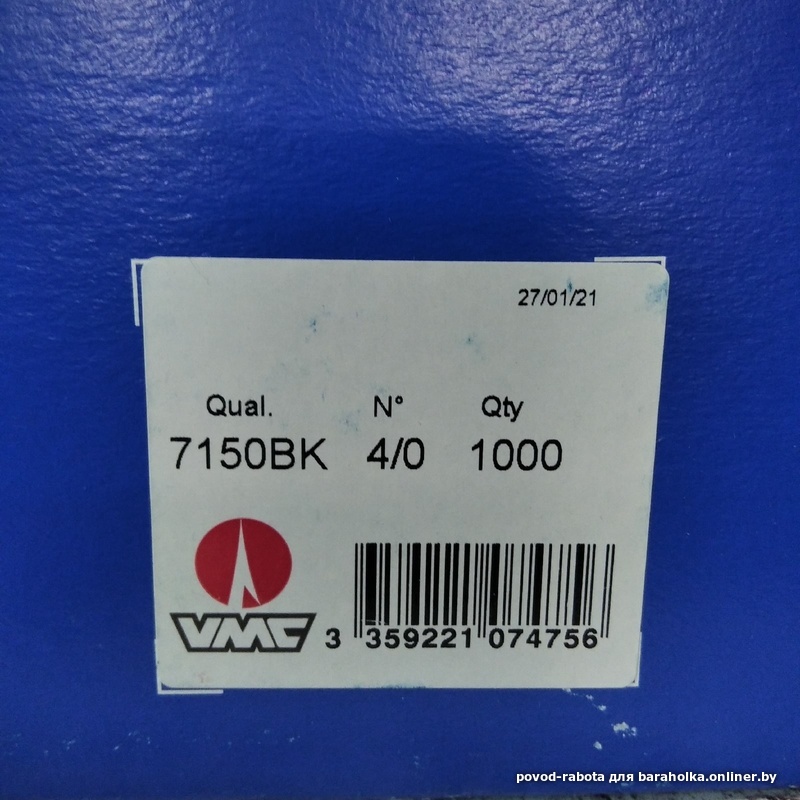 27/01/21
Qual. N° Qty
7150BK 4/0 1000
VMC
3 359221 074756
povod-rabota для baraholka.onliner.by